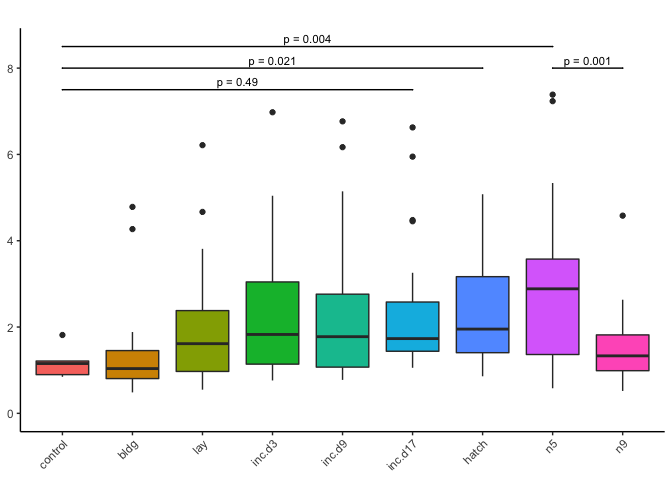 p = 0.004
p = 0.021
p = 0.001
p = 0.49
8
6
4
2
0
control
bldg
lay
inc.d3
inc.d9
inc.d17
hatch
n5
n9